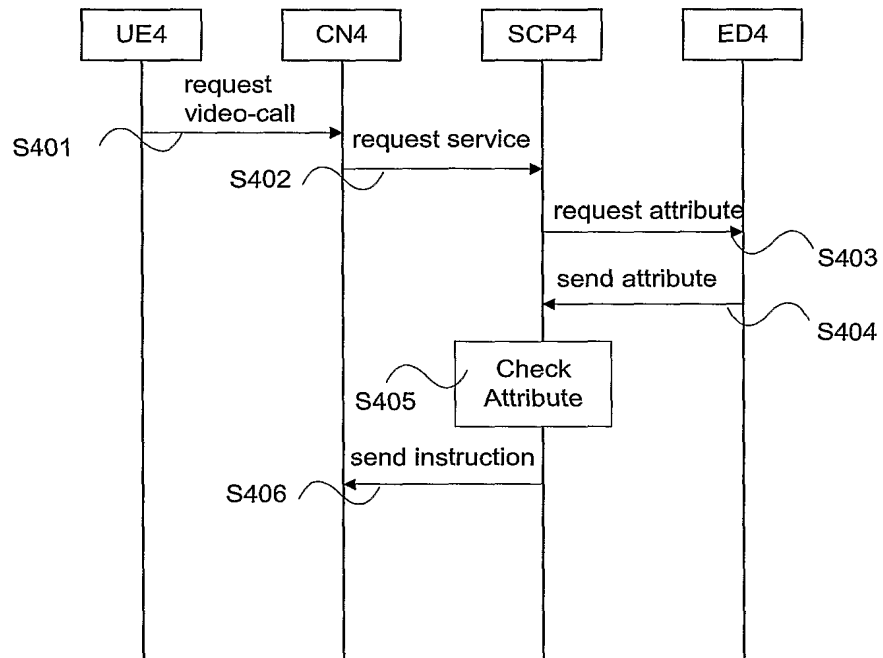 UE4
CN4
SCP4
ED4
request
video-call
S401
request service
S402
request attribute
S403
send attribute
S404
Check
Attribute
S405
send instruction
S406